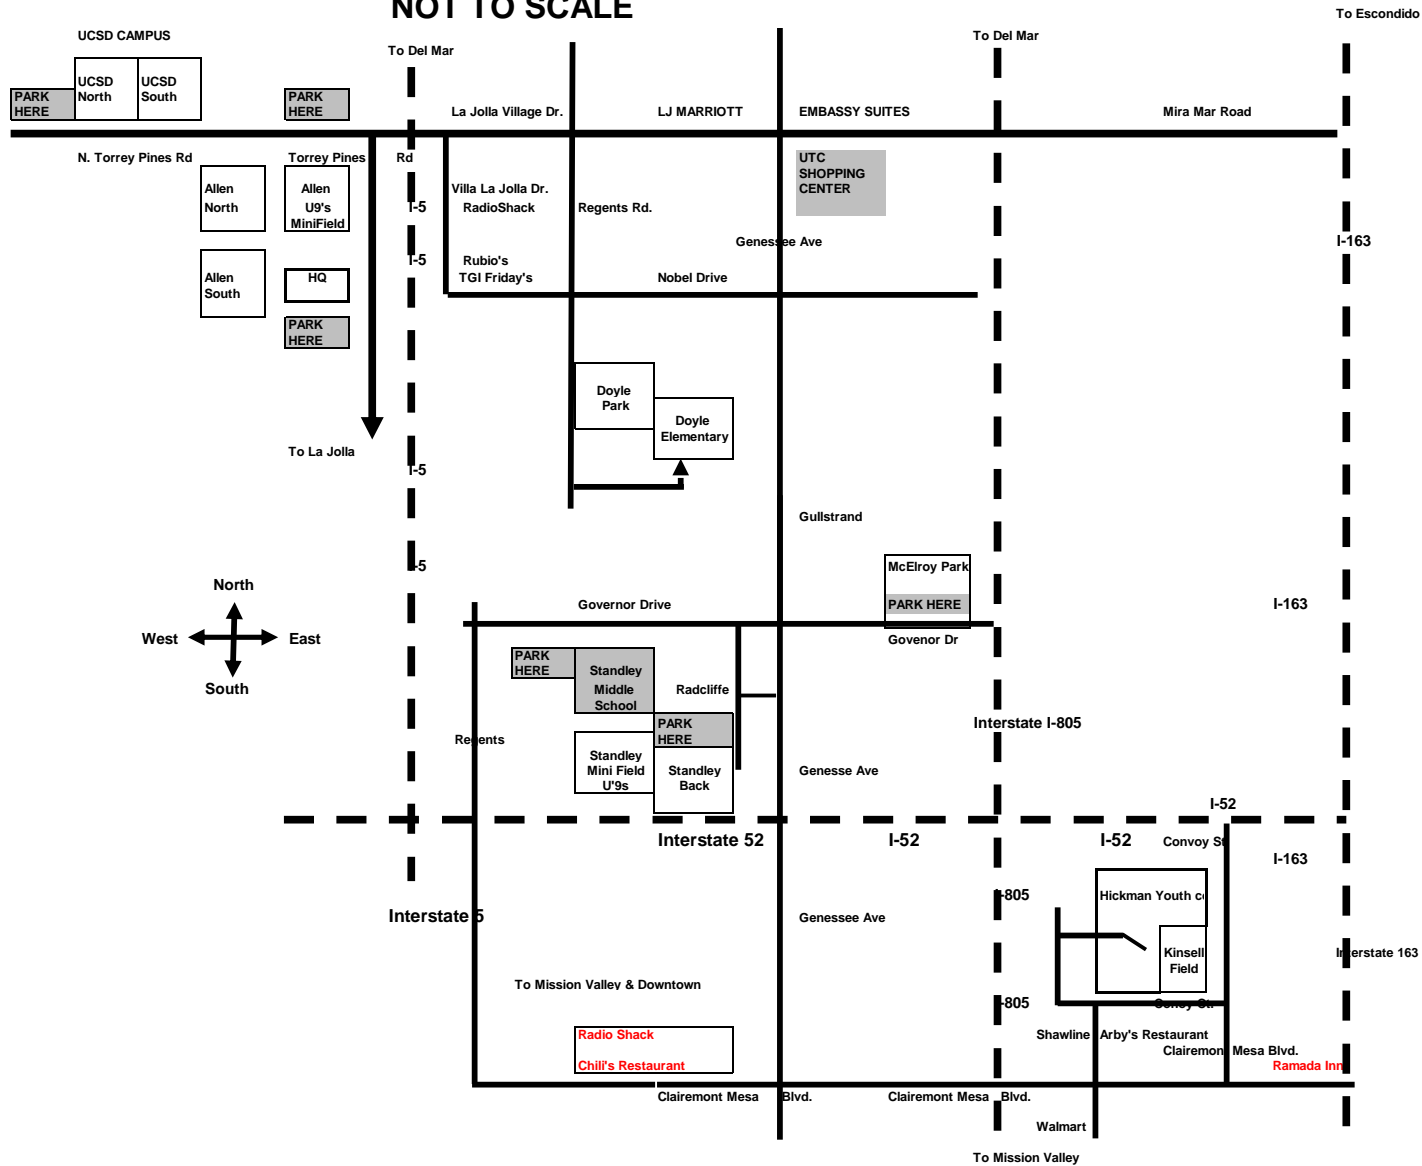 NOT TO SCALE
To Escondido
UCSD CAMPUS
To Del Mar
To Del Mar
UCSD
North
UCSD
South
PARK
HERE
PARK
HERE
La Jolla Village Dr.
LJ MARRIOTT
EMBASSY SUITES
Mira Mar Road
N. Torrey Pines Rd
Torrey Pines Rd
UTC
SHOPPING
CENTER
Allen
North
Allen
U9's
MiniField
Villa La Jolla Dr.
I-5
RadioShack
Regents Rd.
Genessee Ave
I-163
I-5
Rubio's
TGI Friday's
Nobel Drive
Allen
South
HQ
PARK
HERE
Doyle
Park
Doyle
Elementary
To La Jolla
I-5
Gullstrand
I-5
McElroy Park
PARK HERE
North
West
East
South
Governor Drive
I-163
Govenor Dr
PARK
HERE
Standley
Middle
School
Radcliffe
PARK
HERE
Interstate I-805
Regents
Standley
Mini Field
U'9s
Standley
Back
Genesse Ave
I-52
Interstate 52
I-52
I-52
Convoy St
I-163
I-805
Hickman Youth c
Interstate 5
Genessee Ave
Kinsell
Field
Interstate 163
To Mission Valley & Downtown
I-805
Radio Shack
Chili's Restaurant
Shawline
Arby's Restaurant
Clairemon Mesa Blvd.
Ramada Inn
Clairemont Mesa Blvd.
Clairemont Mesa Blvd.
Walmart
To Mission Valley